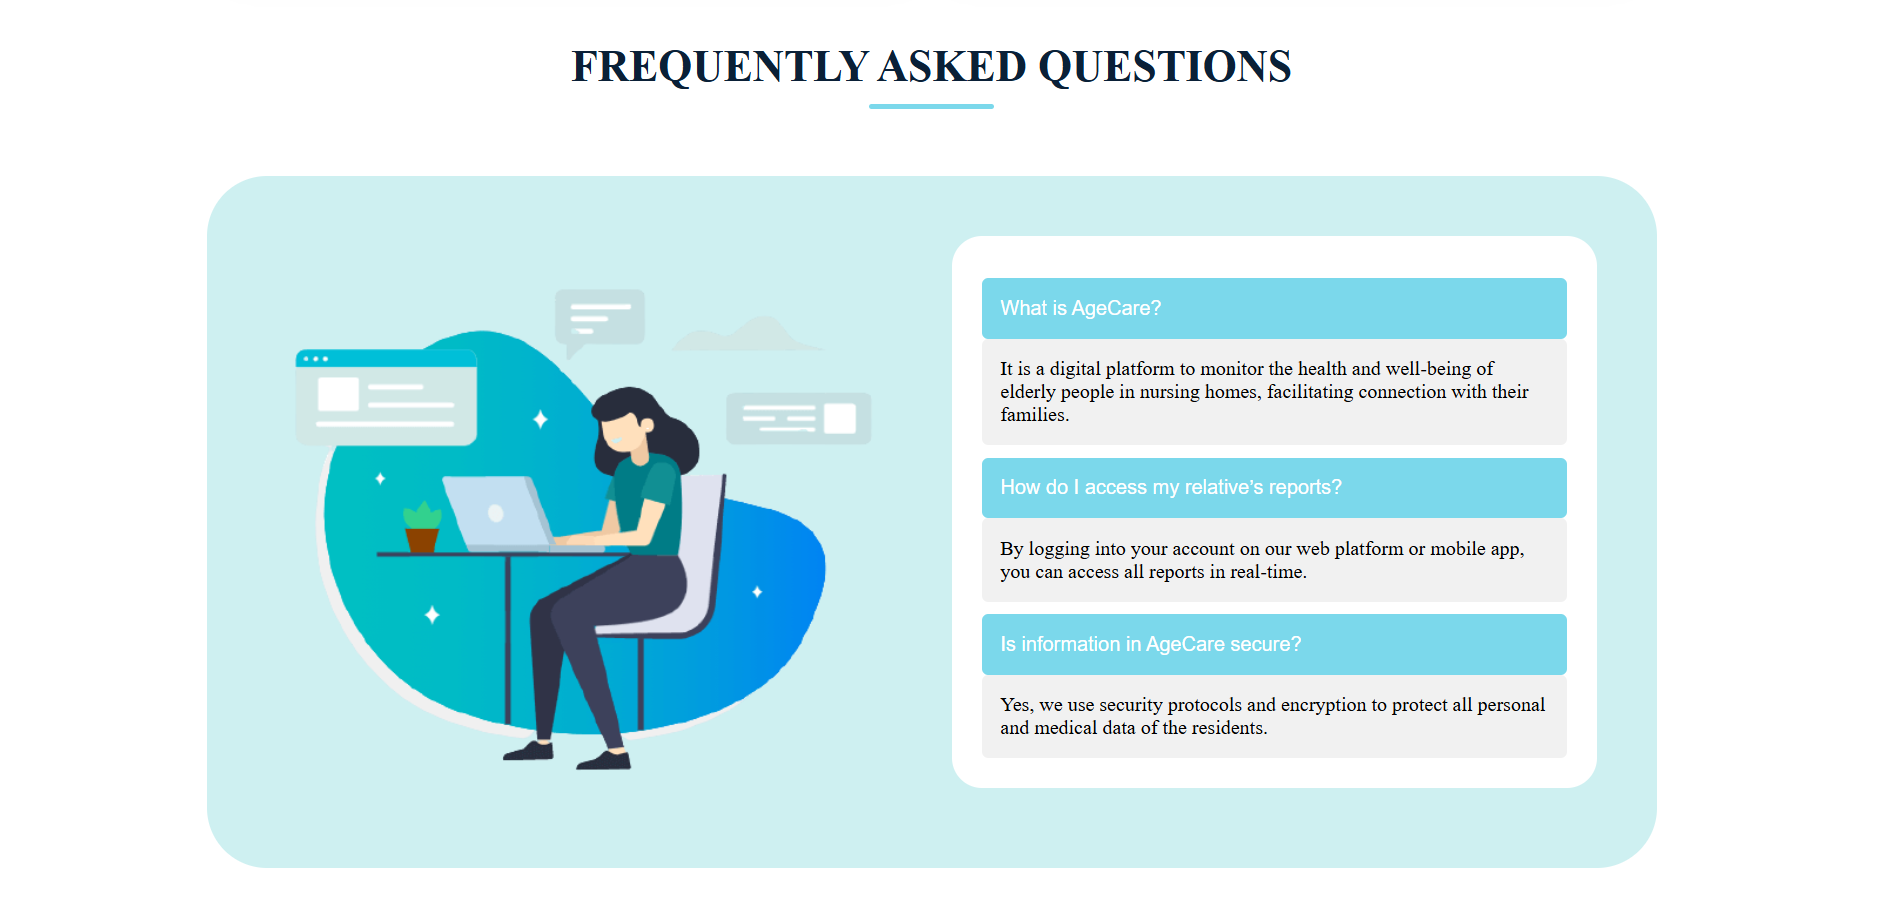 FREQUENTLY ASKED QUESTIONS
What is AgeCare?
It is a digital platform to monitor the health and well-being of
elderly people in nursing homes, facilitating connection with their
families.
How do I access my relative’s reports?
By logging into your account on our web platform or mobile app,
you can access all reports in real-time.
Is information in AgeCare secure?
Yes, we use security protocols and encryption to protect all personal
and medical data of the residents.